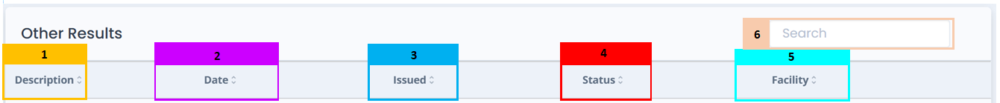 Other Results
6 Search
1 2 3 4 5
Description Date Issued Status Facility